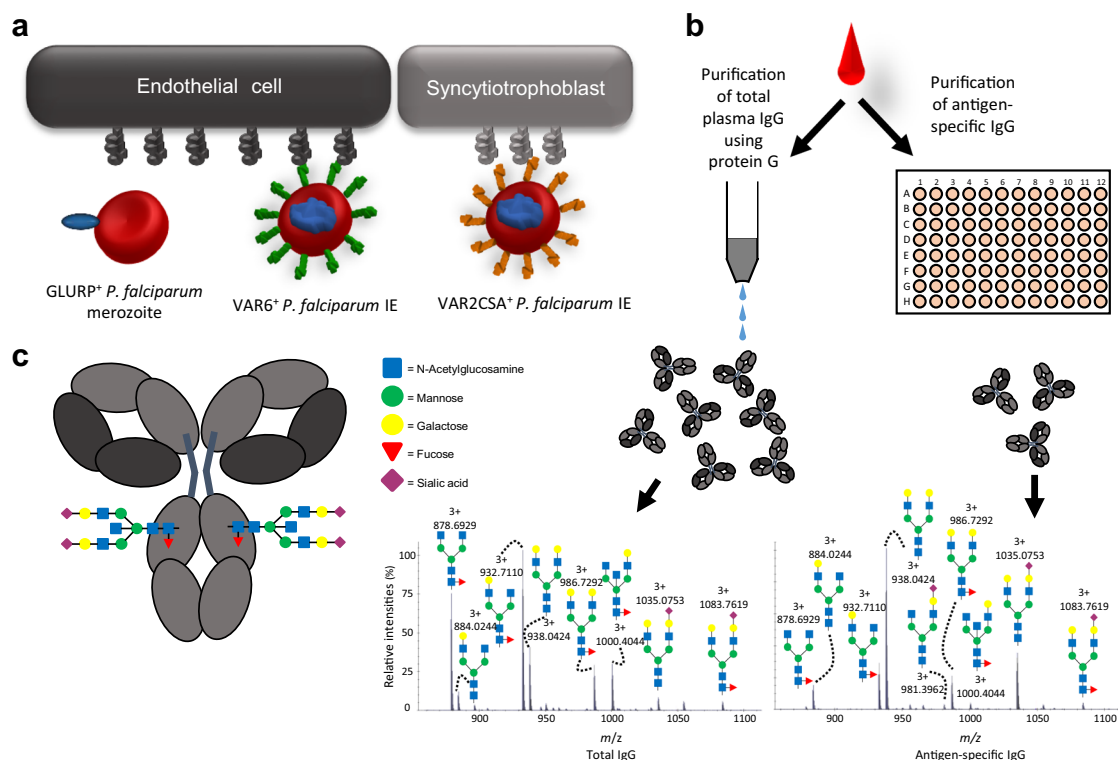 a
Endothelial cell
Syncytiotrophoblast
GLURP+ P. falciparum
merozoite
VAR6+ P. falciparum IE
VAR2CSA+ P. falciparum IE
b
Purification
of total
plasma IgG
using
protein G
Purification
of antigen-
specific IgG
1 2 3 4 5 6 7 8 9 10 11 12
A
B
C
D
E
F
G
H
c
= N-Acetylglucosamine
= Mannose
= Galactose
= Fucose
= Sialic acid
Relative intensities (%)
100
75
50
25
0
3+
878.6929
3+
884.0244
3+
932.7110
3+
938.0424
3+
986.7292
3+
1000.4044
3+
1035.0753
3+
1083.7619
900 950 1000 1050 1100
m/z
Total IgG
3+
878.6929
3+
884.0244
3+
932.7110
3+
938.0424
3+
981.3962
3+
986.7292
3+
1000.4044
3+
1035.0753
3+
1083.7619
900 950 1000 1050 1100
m/z
Antigen-specific IgG